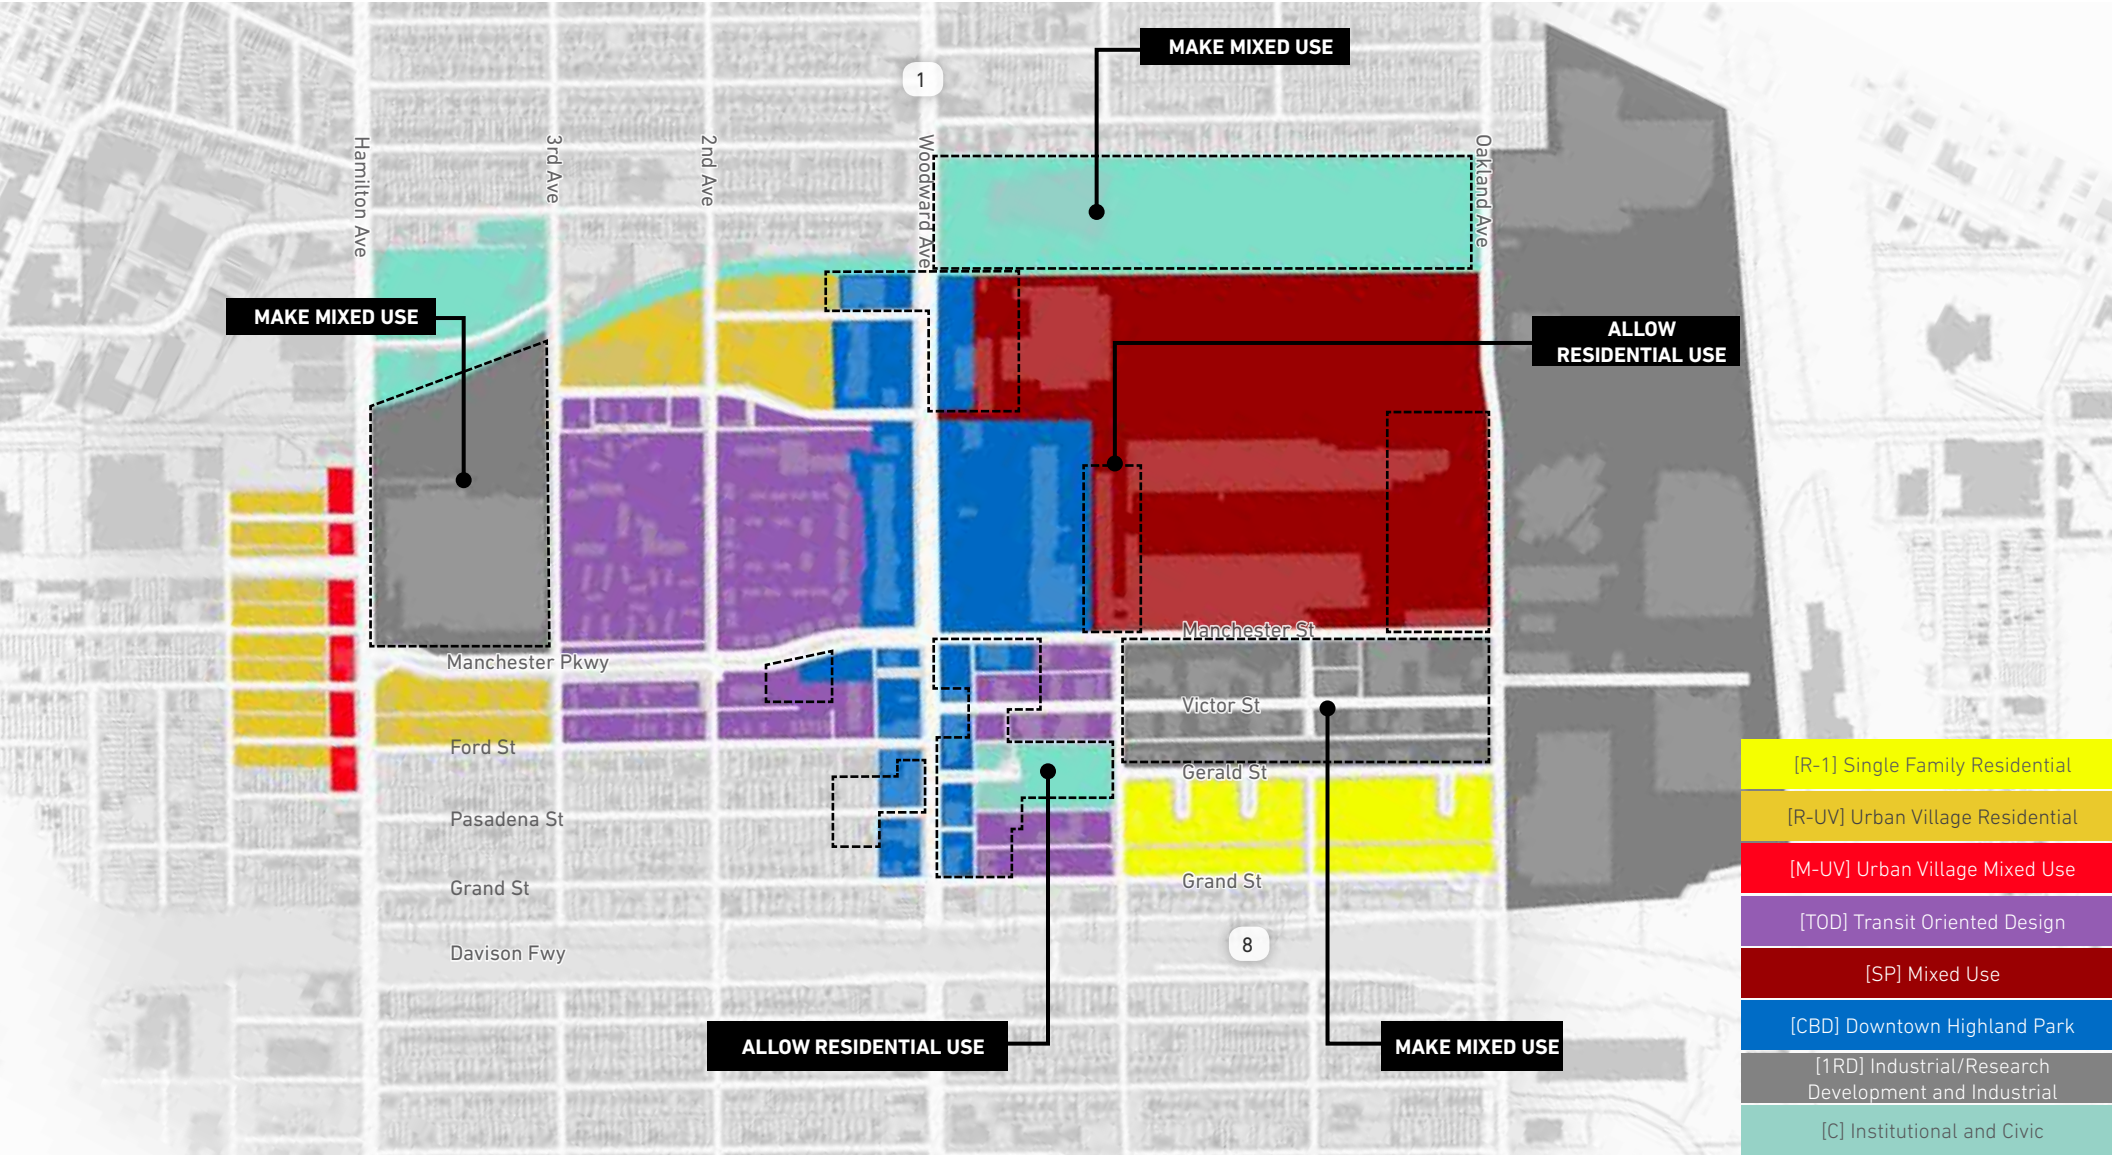 MAKE MIXED USE
1
Hamilton Ave
3rd Ave
2nd Ave
Woodward Ave
Oakland Ave
MAKE MIXED USE
ALLOW
RESIDENTIAL USE
Manchester St
Manchester Pkwy
Victor St
Ford St
Gerald St
Pasadena St
Grand St
Grand St
8
Davison Fwy
ALLOW RESIDENTIAL USE
MAKE MIXED USE
[R-1] Single Family Residential
[R-UV] Urban Village Residential
[M-UV] Urban Village Mixed Use
[TOD] Transit Oriented Design
[SP] Mixed Use
[CBD] Downtown Highland Park
[1RD] Industrial/Research
Development and Industrial
[C] Institutional and Civic